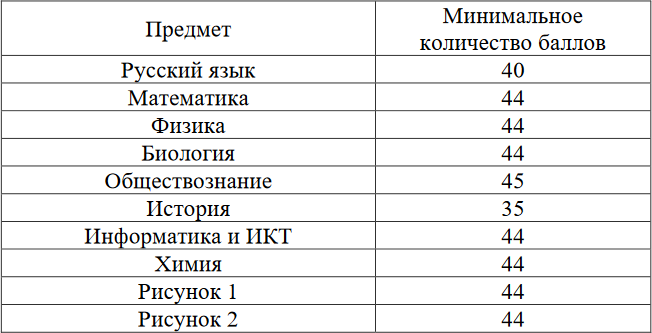 Предмет
Минимальное
количество баллов
Русский язык 40
Математика 44
Физика 44
Биология 44
Обществознание 45
История 35
Информатика и ИКТ 44
Химия 44
Рисунок 1 44
Рисунок 2 44